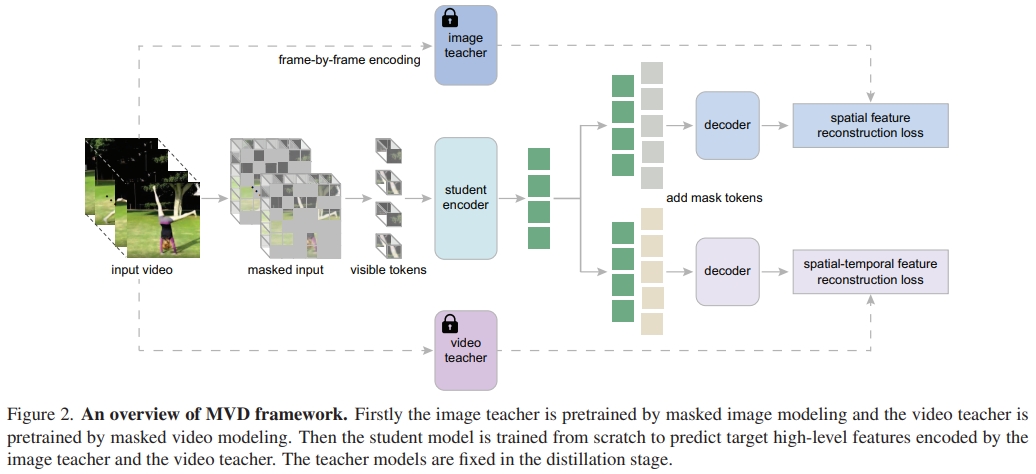 image
teacher
frame-by-frame encoding
decoder
spatial feature
reconstruction loss
student
encoder
add mask tokens
input video
masked input
visible tokens
decoder
spatial-temporal feature
reconstruction loss
video
teacher
Figure 2. An overview of MVD framework. Firstly the image teacher is pretrained by masked image modeling and the video teacher is
pretrained by masked video modeling. Then the student model is trained from scratch to predict target high-level features encoded by the
image teacher and the video teacher. The teacher models are fixed in the distillation stage.